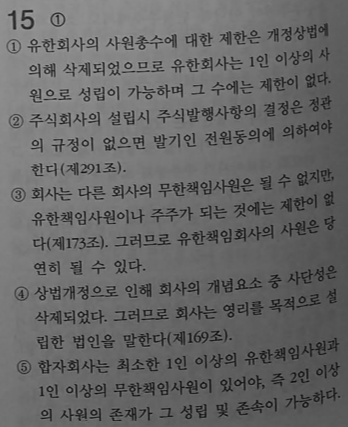 15 ①
① 유한회사의 사원총수에 대한 제한은 개정상법에
의해 삭제되었으므로 유한회사는 1인 이상의 사
원으로 성립이 가능하며 그 수에는 제한이 없다.
② 주식회사의 설립시 주식발행사항의 결정은 정관
의 규정이 없으면 발기인 전원동의에 의하여야
한다(제291조).
③ 회사는 다른 회사의 무한책임사원은 될 수 없지만,
유한책임사원이나 주주가 되는 것에는 제한이 없
다(제173조). 그러므로 유한책임회사의 사원은 당
연히 될 수 있다.
④ 상법개정으로 인해 회사의 개념요소 중 사단성은
삭제되었다. 그러므로 회사는 영리를 목적으로 설
립한 법인을 말한다(제169조).
⑤ 합자회사는 최소한 1인 이상의 유한책임사원과
1인 이상의 무한책임사원이 있어야, 즉 2인 이상
의 사원의 존재가 그 성립 및 존속이 가능하다.